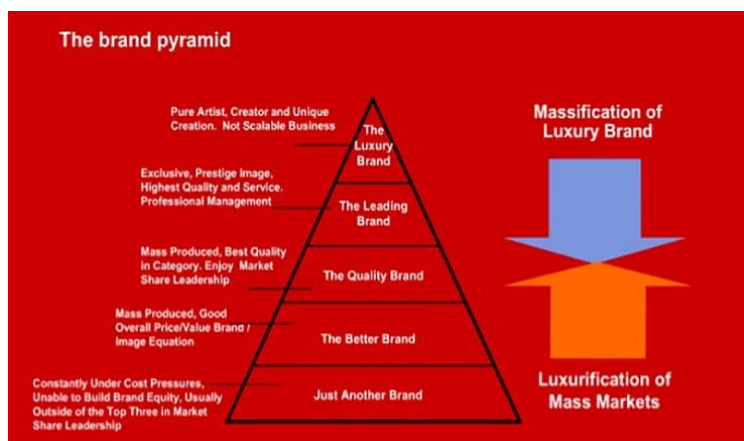 The brand pyramid
Pure Artist, Creator and Unique
Creation. Not Scalable Business
The
Luxury
Brand
Exclusive, Prestige Image,
Highest Quality and Service.
Professional Management
The Leading
Brand
Mass Produced, Best Quality
in Category. Enjoy Market
Share Leadership
The Quality Brand
Mass Produced, Good
Overall Price/Value Brand /
Image Equation
The Better Brand
Constantly Under Cost Pressures,
Unable to Build Brand Equity, Usually
Outside of the Top Three in Market
Share Leadership
Just Another Brand
Massification of
Luxury Brand
Luxurification of
Mass Markets